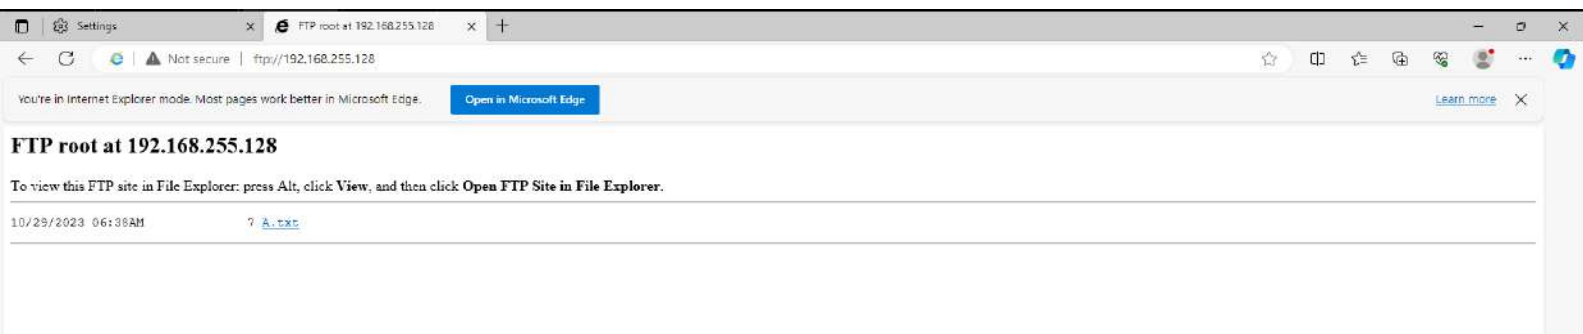 Settings
FTP root at 192.168.255.128
Not secure | ftp://192.168.255.128
You're in Internet Explorer mode. Most pages work better in Microsoft Edge. Open in Microsoft Edge Learn more
FTP root at 192.168.255.128
To view this FTP site in File Explorer: press Alt, click View, and then click Open FTP Site in File Explorer.
10/29/2023 06:38AM 7 A.txt